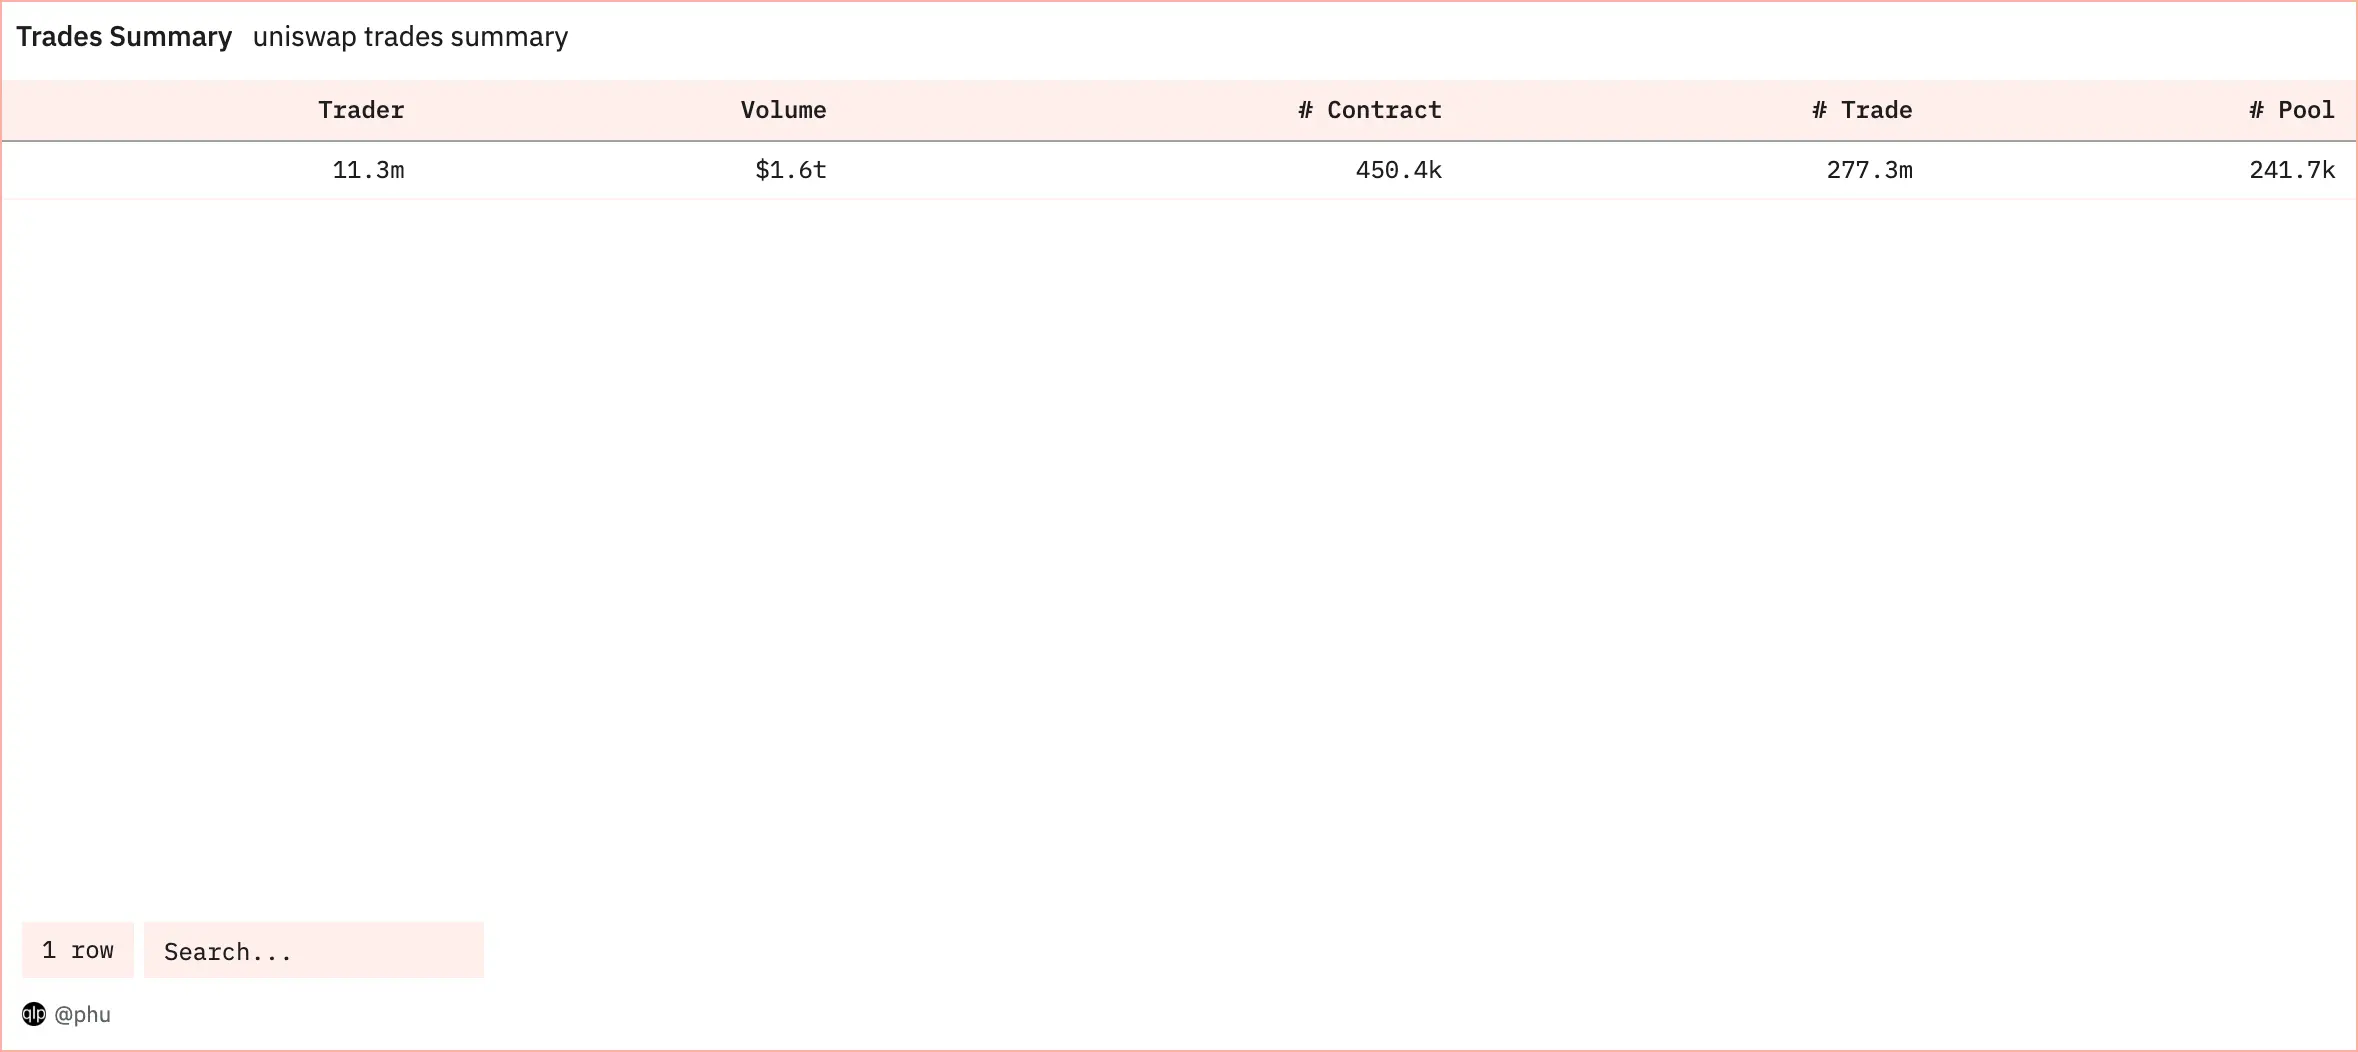 Trades Summary uniswap trades summary
Trader Volume # Contract # Trade # Pool
11.3m $1.6t 450.4k 277.3m 241.7k
1 row Search...
qlp @phu